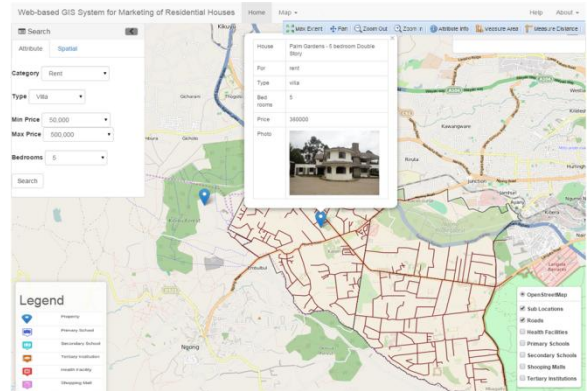 Web-based GIS System for Marketing of Residential Houses Home Map Help About
Max Extent Pan Zoom Out Zoom In Attribute Info Measure Area Measure Distance
Search
Attribute Spatial
Category Rent
Type Villa
Min Price 50,000
Max Price 500,000
Bedrooms 5
Search
House Palm Gardens - 5 bedroom Double
Story
For rent
Type villa
Bed
rooms 5
Price 360000
Photo
Gicharani
Kawangware
Riruta
Ngong
Legend
Property
Primary School
Secondary School
Tertiary Institution
Health Facility
Shopping Mall
OpenStreetMap
Sub Locations
Roads
Health Facilities
Primary Schools
Secondary Schools
Shopping Malls
Tertiary Institutions